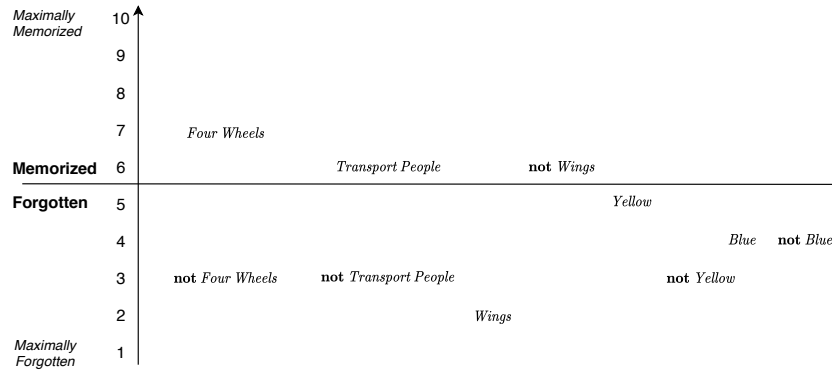 Maximally
Memorized
10
9
8
7 Four Wheels
Memorized 6 Transport People not Wings
Forgotten 5 Yellow
4 Blue not Blue
3 not Four Wheels not Transport People not Yellow
2 Wings
Maximally
Forgotten
1